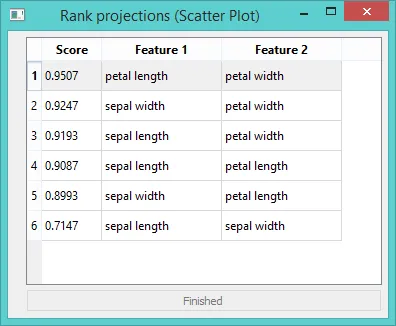 Rank projections (Scatter Plot)
Score Feature 1 Feature 2
1 0.9507 petal length petal width
2 0.9247 sepal width petal width
3 0.9193 sepal length petal width
4 0.9087 sepal length petal length
5 0.8993 sepal width petal length
6 0.7147 sepal length sepal width
Finished